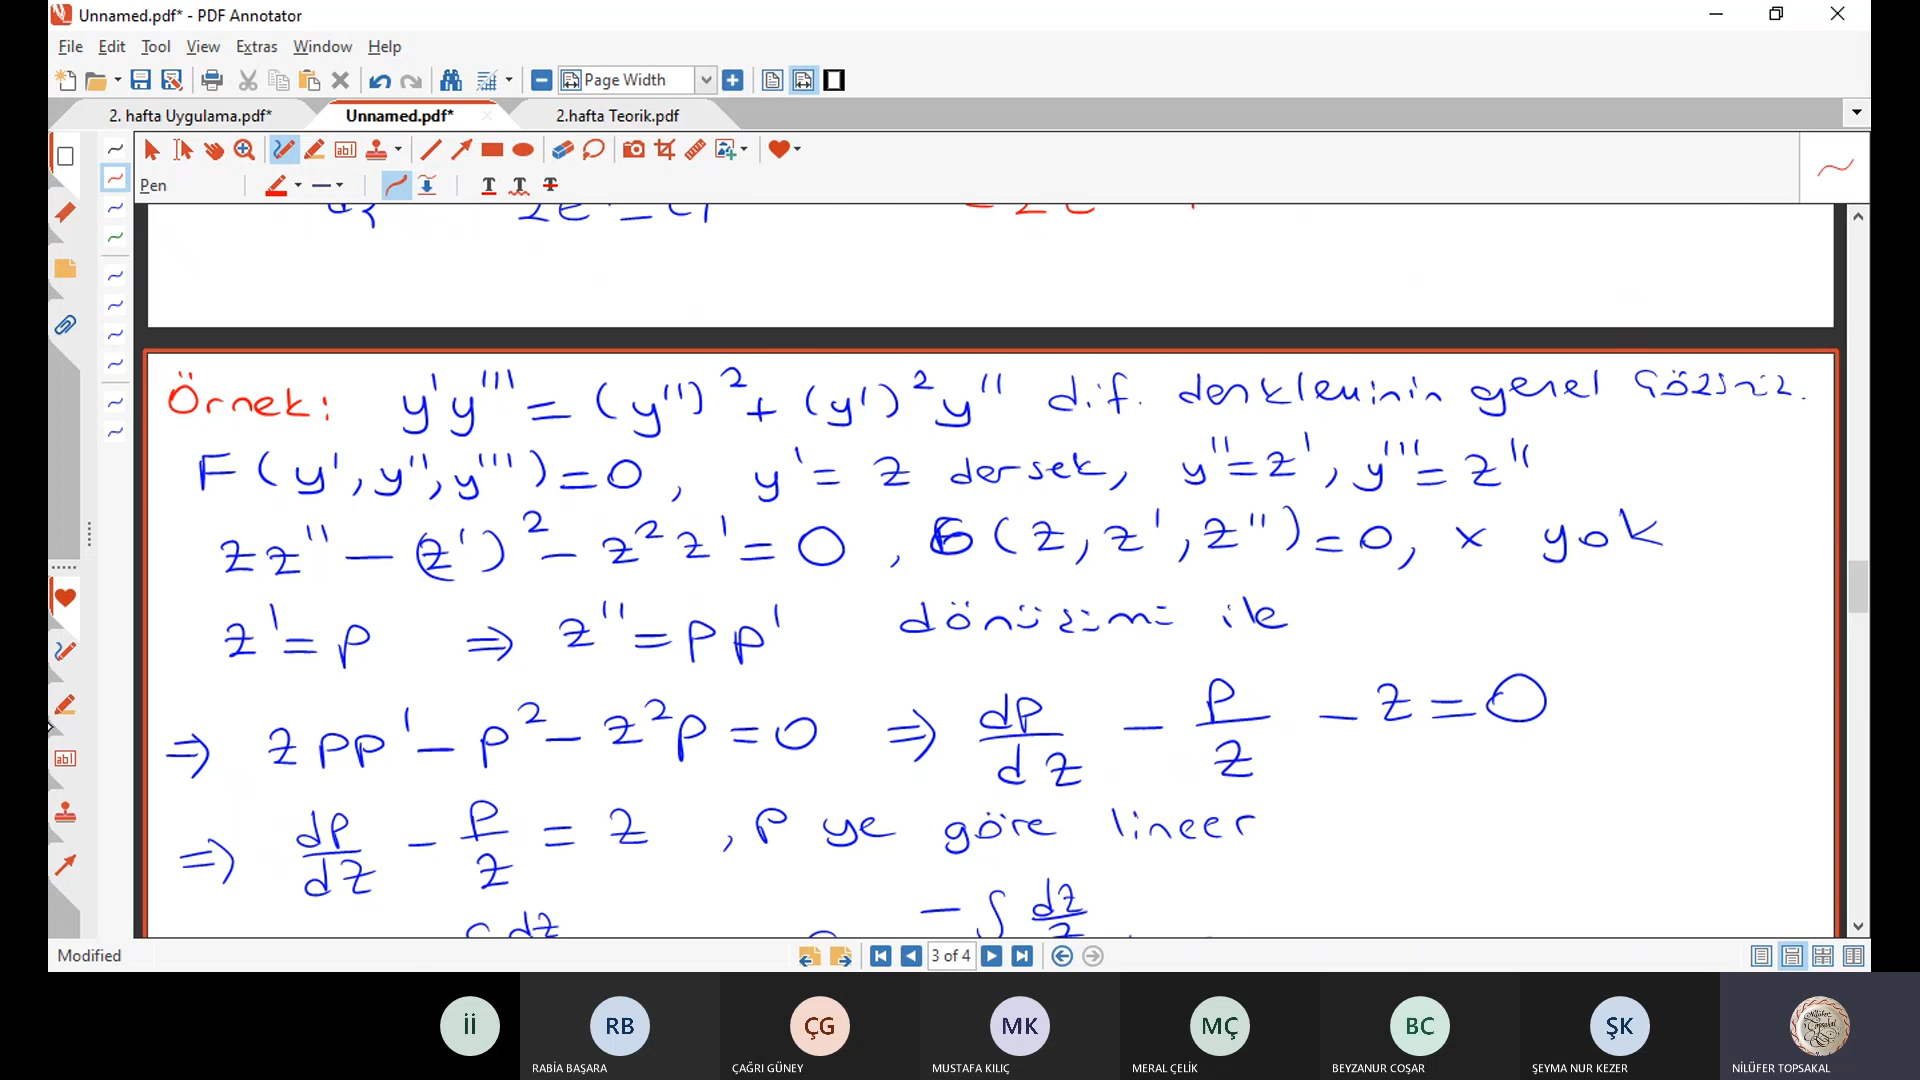 Unnamed.pdf* - PDF Annotator
File Edit Tool View Extras Window Help
Page Width
2. hafta Uygulama.pdf* Unnamed.pdf* 2.hafta Teorik.pdf
Pen
Örnek: y'y''' = (y'')² + (y')² y'' dif. denkleminin genel çözünüz.
F(y', y'', y''') = 0, y' = z dersek, y'' = z', y''' = z''
zz'' - (z')² - z²z' = 0, G(z, z', z'') = 0, x yok
z' = p ⇒ z'' = pp' dönüşümü ile
⇒ zpp' - p² - z²p = 0 ⇒ dp/dz - p/z - z = 0
⇒ dp/dz - p/z = z, p ye göre lineer
∫ dz - ∫ dz/z
Modified 3 of 4
İİ RB ÇG MK MÇ BC ŞK
RABİA BAŞARA ÇAĞRI GÜNEY MUSTAFA KILIÇ MERAL ÇELİK BEYZANUR COŞAR ŞEYMA NUR KEZER NİLÜFER TOPSAKAL